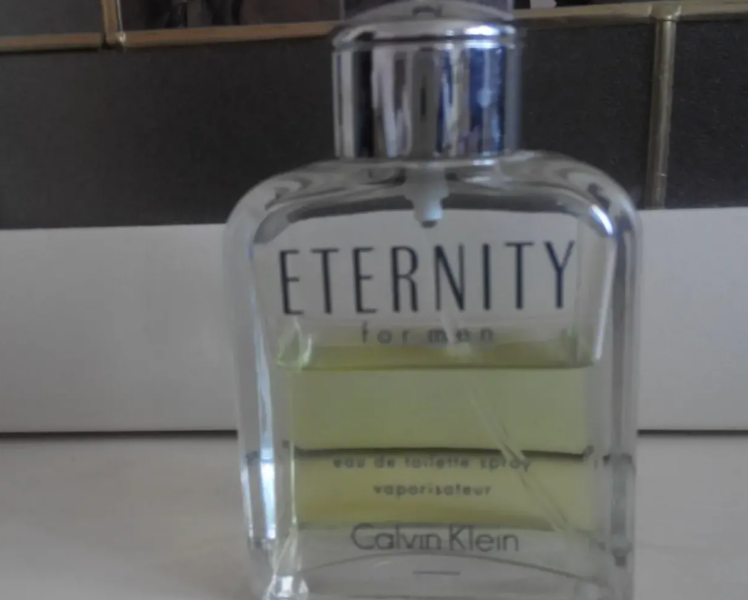 ETERNITY
for men
eau de toilette spray
vaporisateur
Calvin Klein